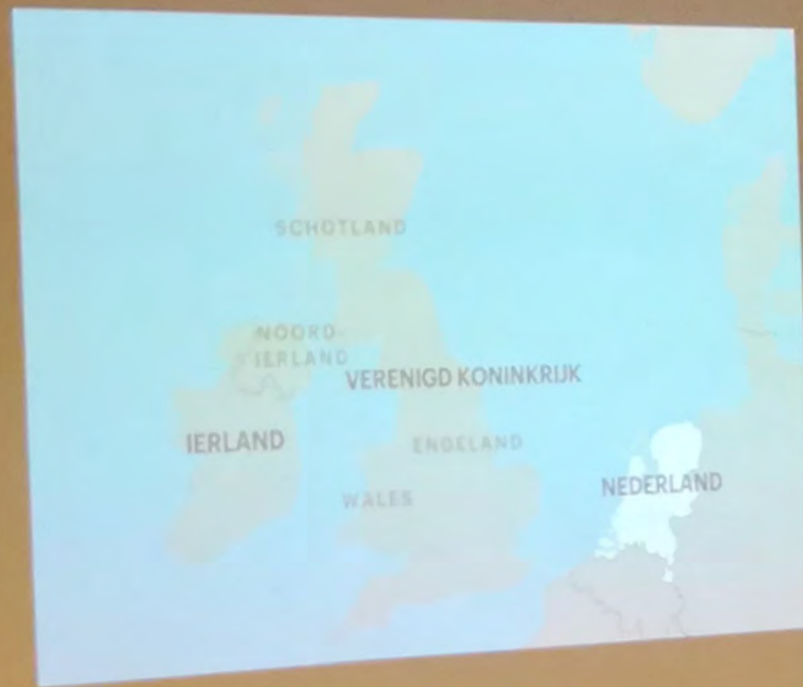 SCHOTLAND
NOORD-
IERLAND
VERENIGD KONINKRIJK
IERLAND
ENGELAND
WALES
NEDERLAND